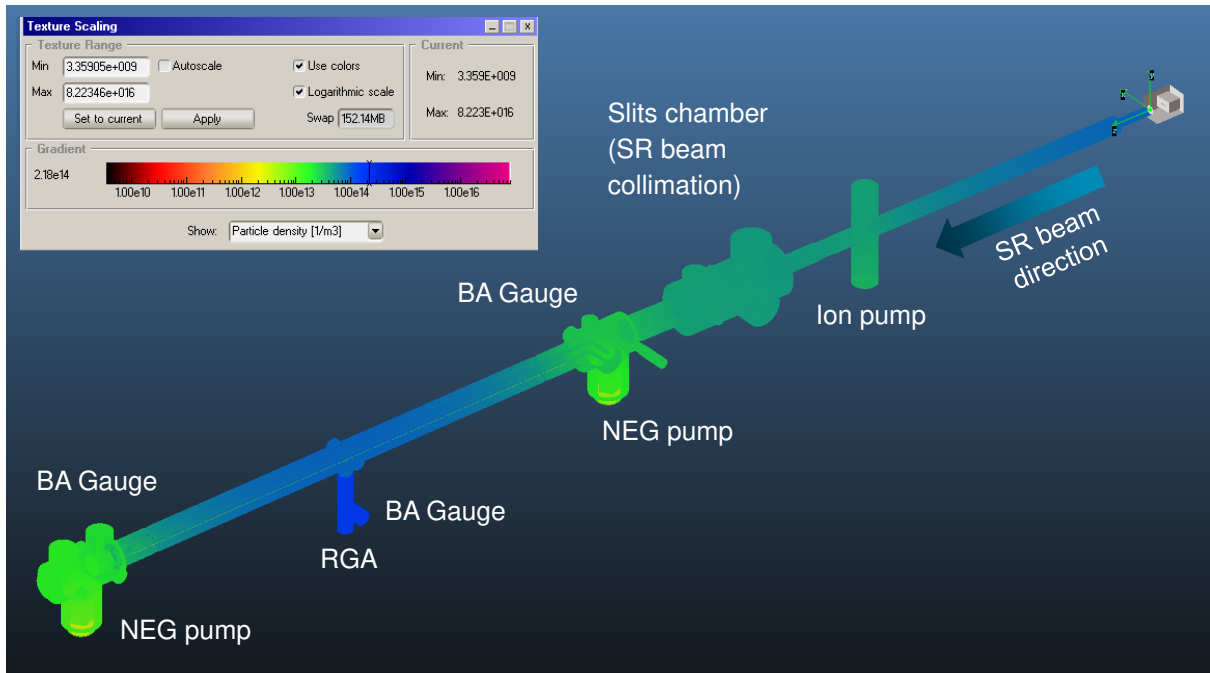 Texture Scaling
Texture Range
Min 3.35905e+009 Autoscale Use colors
Max 8.22346e+016 Logarithmic scale
Set to current Apply Swap 152.14MB
Current
Min: 3.359E+009
Max: 8.223E+016
Gradient
2.18e14
1.00e10 1.00e11 1.00e12 1.00e13 1.00e14 1.00e15 1.00e16
Show: Particle density [1/m3]
Slits chamber
(SR beam
collimation)
y
x
z
SR beam
direction
Ion pump
BA Gauge
NEG pump
BA Gauge
BA Gauge
RGA
NEG pump